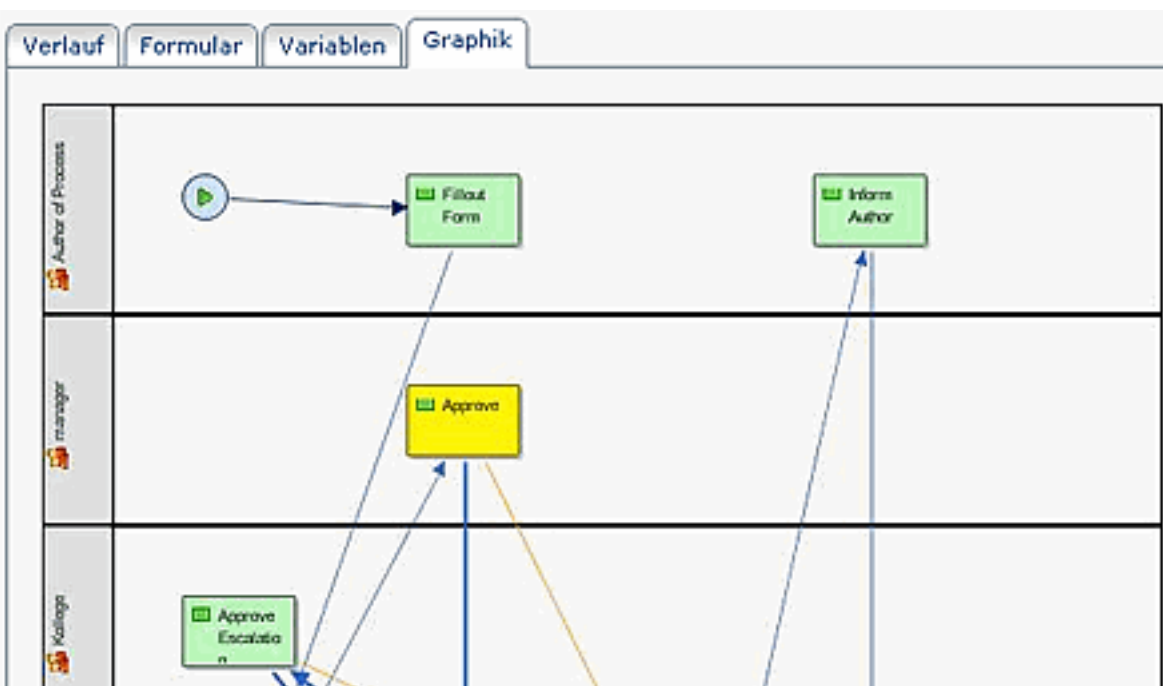 Verlauf
Formular
Variablen
Graphik
Author of Process
Fillout
Form
Inform
Author
manager
Approve
Kollege
Approve
Escalatio
n